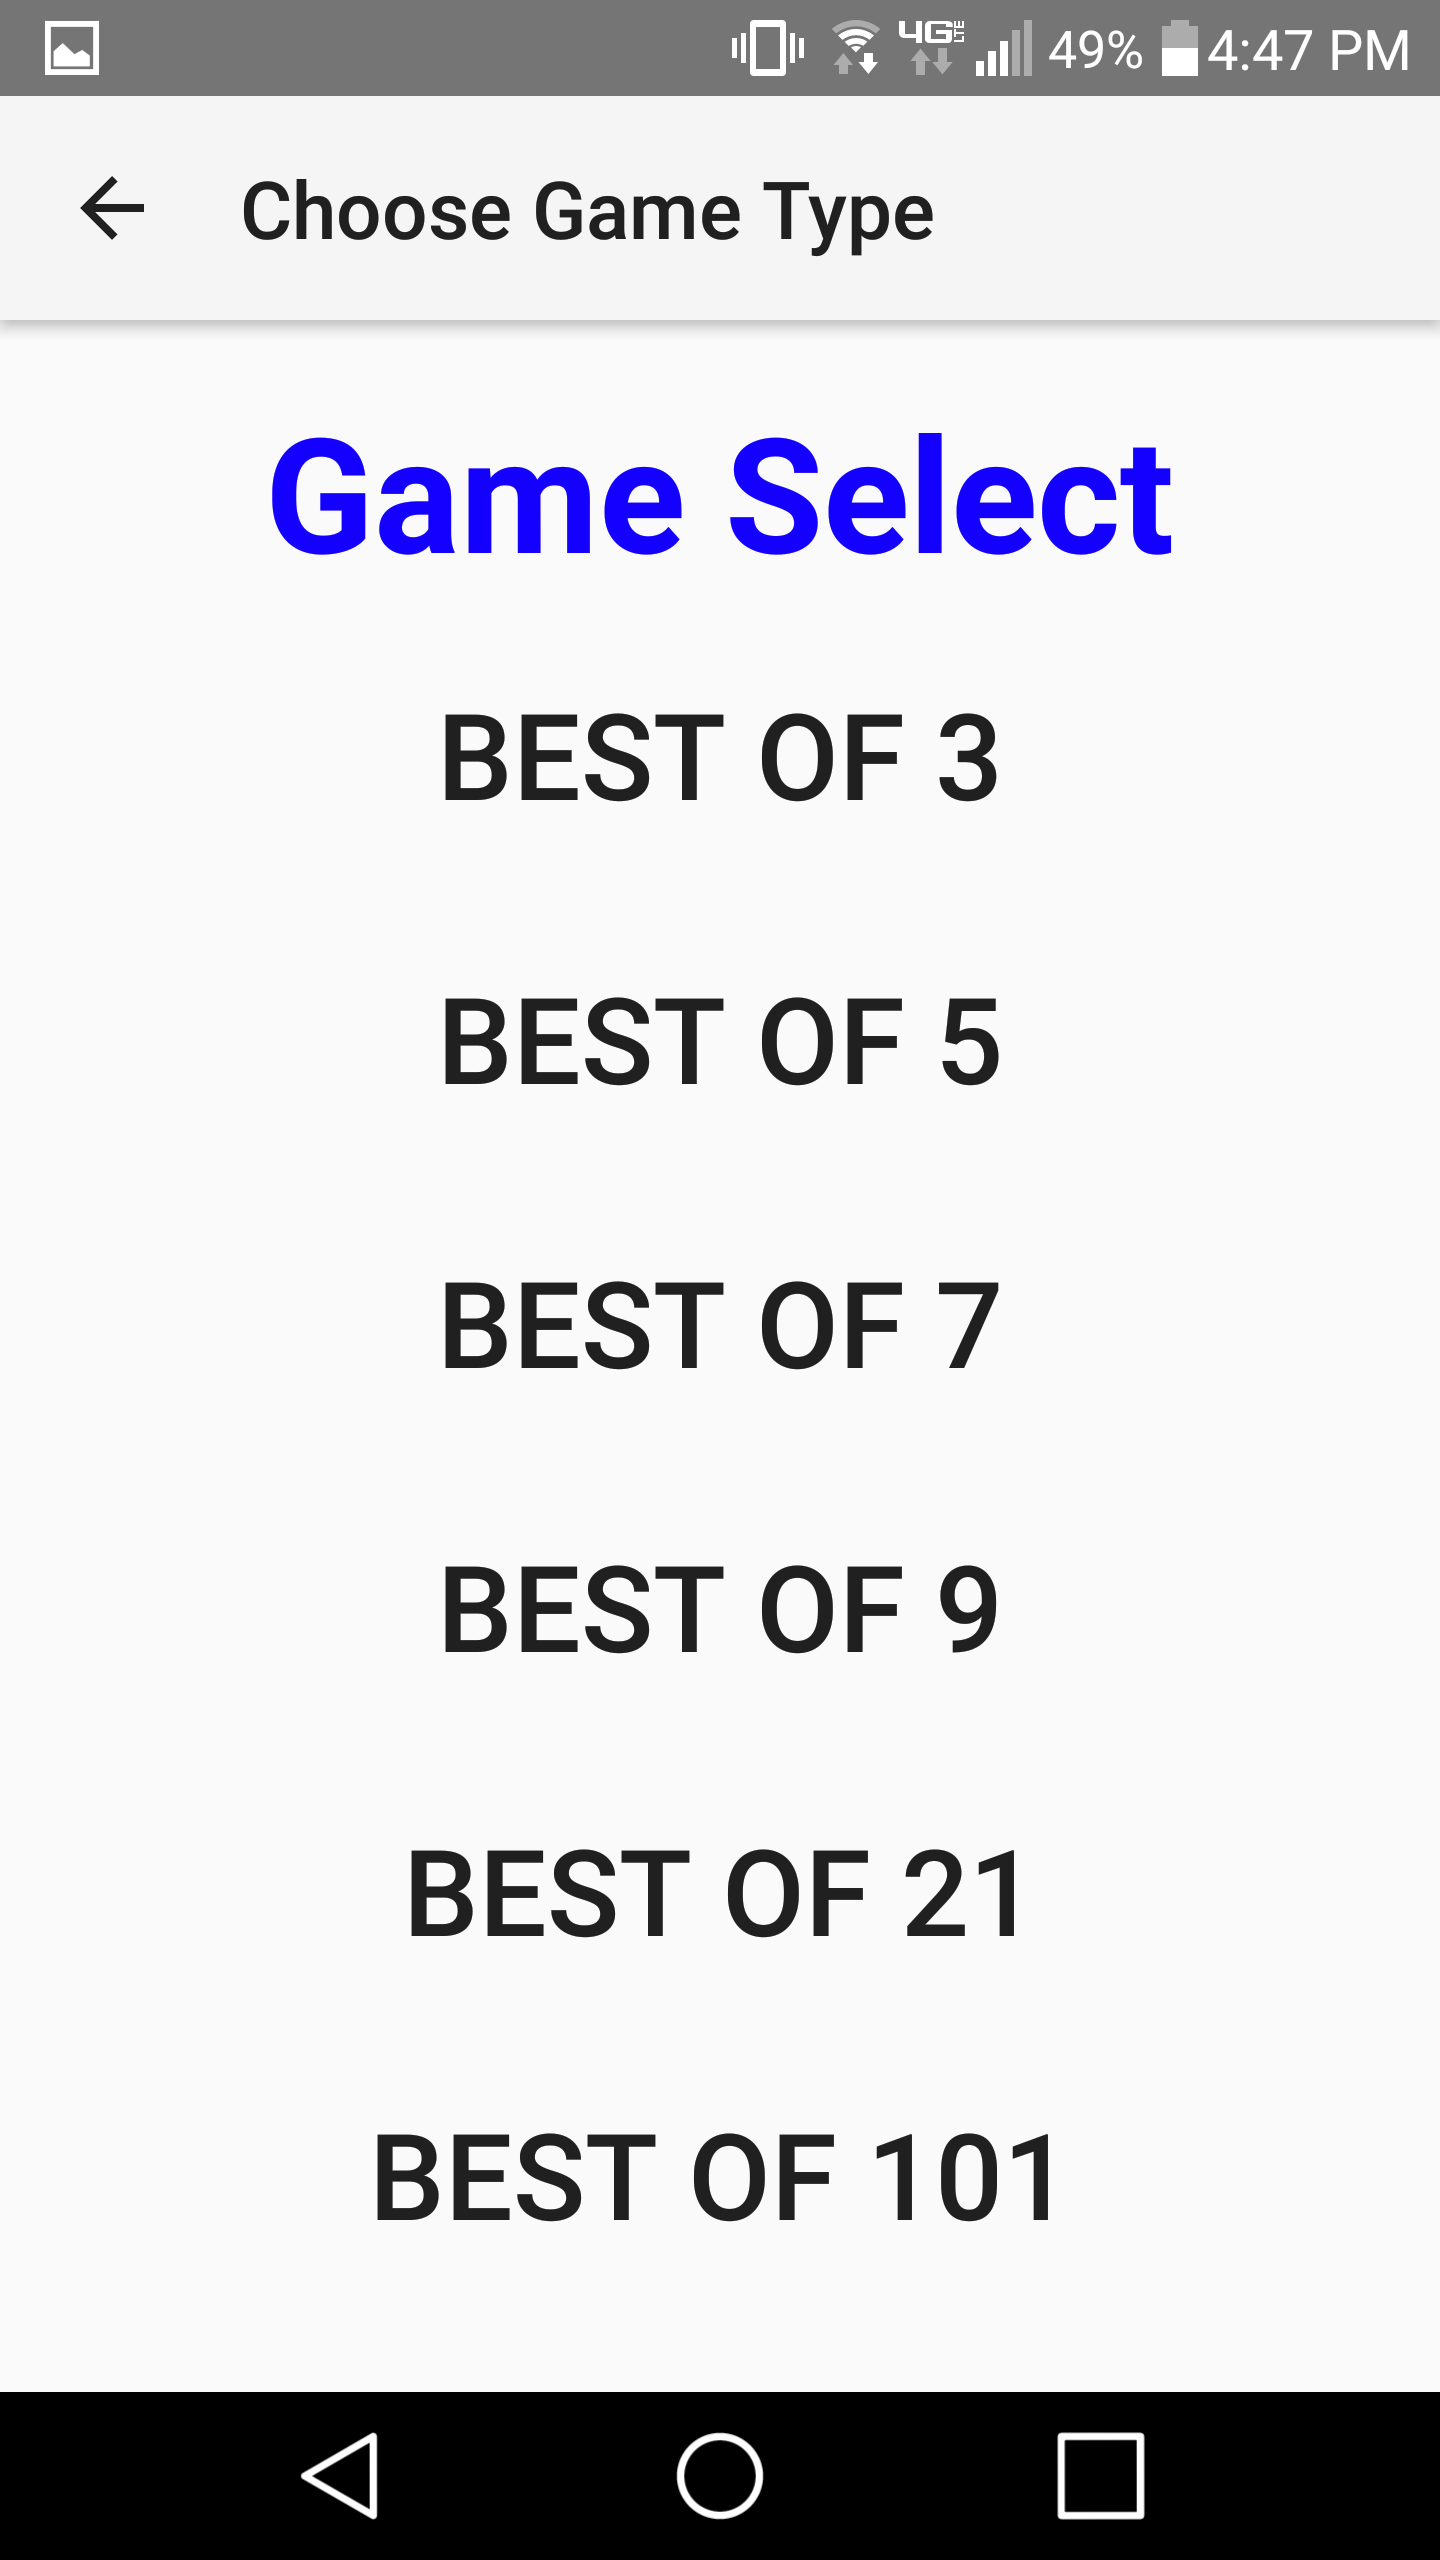 4G LTE 49% 4:47 PM
Choose Game Type
Game Select
BEST OF 3
BEST OF 5
BEST OF 7
BEST OF 9
BEST OF 21
BEST OF 101